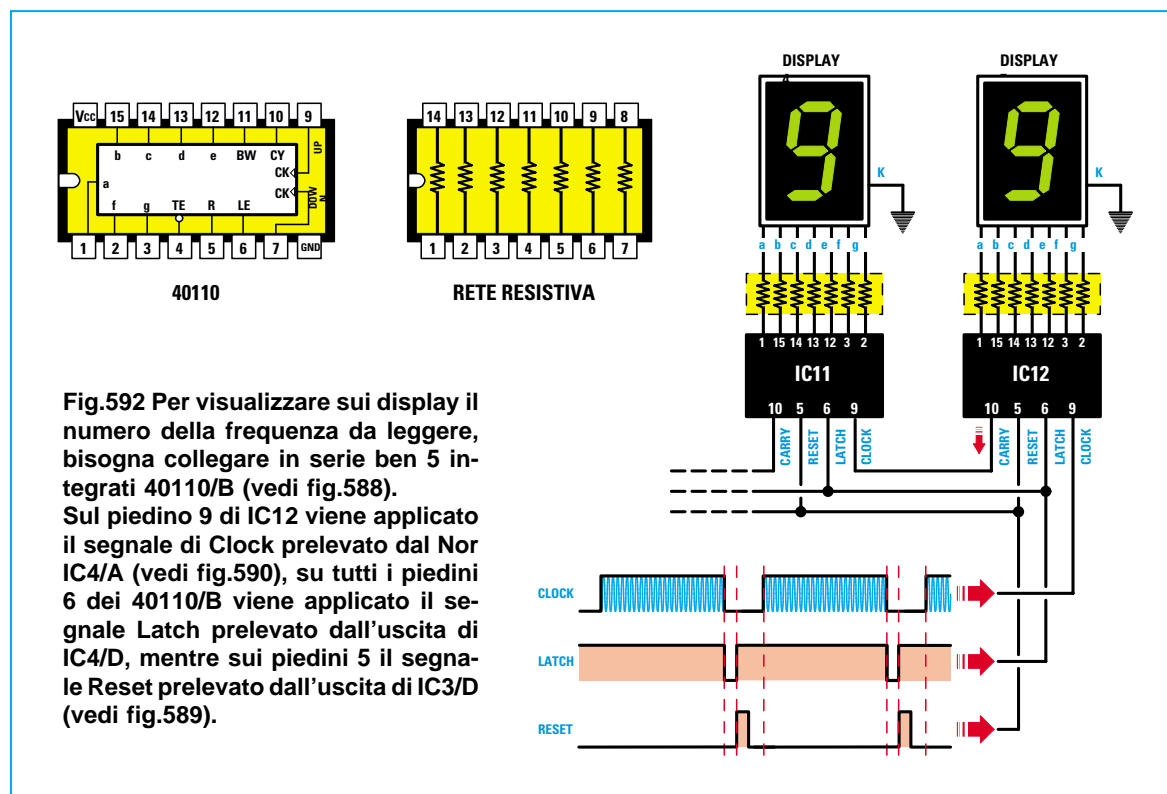 DISPLAY
DISPLAY
Vcc 15 14 13 12 11 10 9
b c d e BW CY
UP
CK
a
CK
DOW
N
f g TE R LE
1 2 3 4 5 6 7 GND
40110
14 13 12 11 10 9 8
1 2 3 4 5 6 7
RETE RESISTIVA
9
K
a b c d e f g
1 15 14 13 12 3 2
IC11
10 5 6 9
CARRY
RESET
LATCH
CLOCK
9
K
a b c d e f g
1 15 14 13 12 3 2
IC12
10 5 6 9
CARRY
RESET
LATCH
CLOCK
Fig.592 Per visualizzare sui display il
numero della frequenza da leggere,
bisogna collegare in serie ben 5 in-
tegrati 40110/B (vedi fig.588).
Sul piedino 9 di IC12 viene applicato
il segnale di Clock prelevato dal Nor
IC4/A (vedi fig.590), su tutti i piedini
6 dei 40110/B viene applicato il se-
gnale Latch prelevato dall'uscita di
IC4/D, mentre sui piedini 5 il segna-
le Reset prelevato dall'uscita di IC3/D
(vedi fig.589).
CLOCK
LATCH
RESET